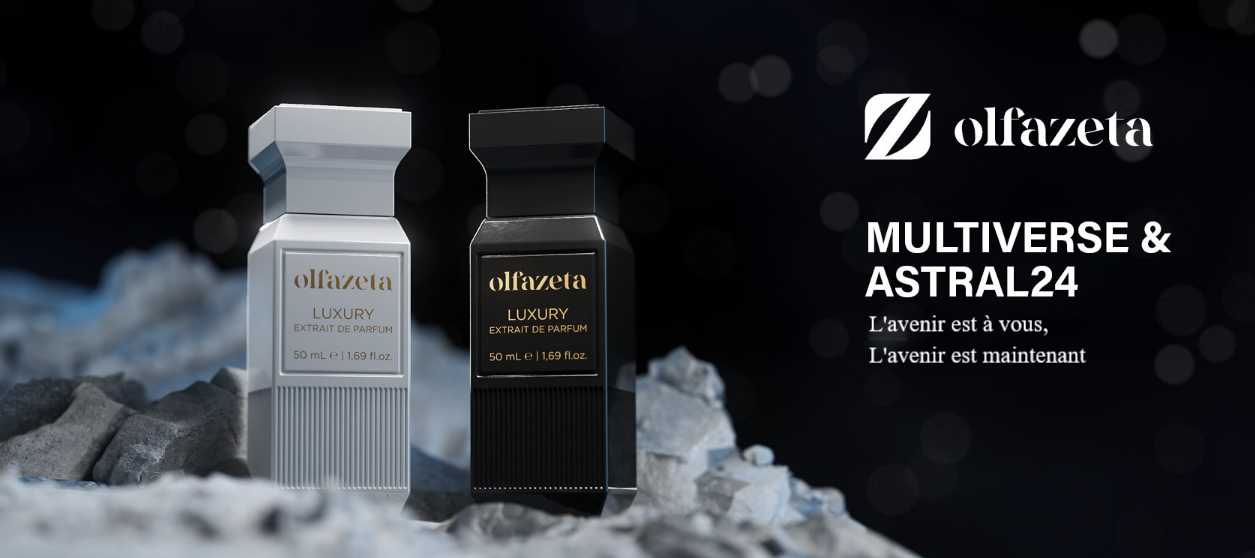 olfazeta
LUXURY
EXTRAIT DE PARFUM
50 mL ℮ | 1,69 fl.oz.
olfazeta
LUXURY
EXTRAIT DE PARFUM
50 mL ℮ | 1,69 fl.oz.
olfazeta
MULTIVERSE &
ASTRAL24
L'avenir est à vous,
L'avenir est maintenant